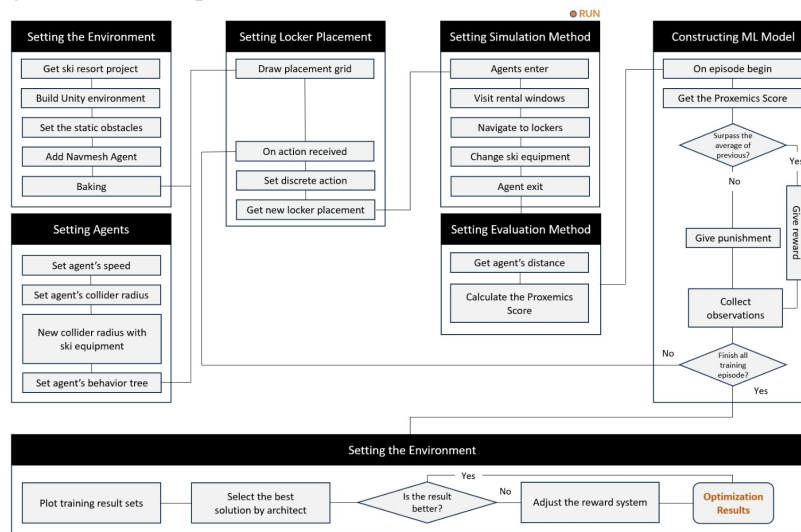 RUN
Setting the Environment
Get ski resort project
Build Unity environment
Set the static obstacles
Add Navmesh Agent
Baking
Setting Agents
Set agent's speed
Set agent's collider radius
New collider radius with
ski equipment
Set agent's behavior tree
Setting Locker Placement
Draw placement grid
On action received
Set discrete action
Get new locker placement
Setting Simulation Method
Agents enter
Visit rental windows
Navigate to lockers
Change ski equipment
Agent exit
Setting Evaluation Method
Get agent's distance
Calculate the Proxemics
Score
Constructing ML Model
On episode begin
Get the Proxemics Score
Surpass the
average of
previous?
Yes
No
Give reward
Give punishment
Collect
observations
No
Finish all
training
episode?
Yes
Setting the Environment
Plot training result sets
Select the best
solution by architect
Is the result
better?
Yes
No
Adjust the reward system
Optimization
Results